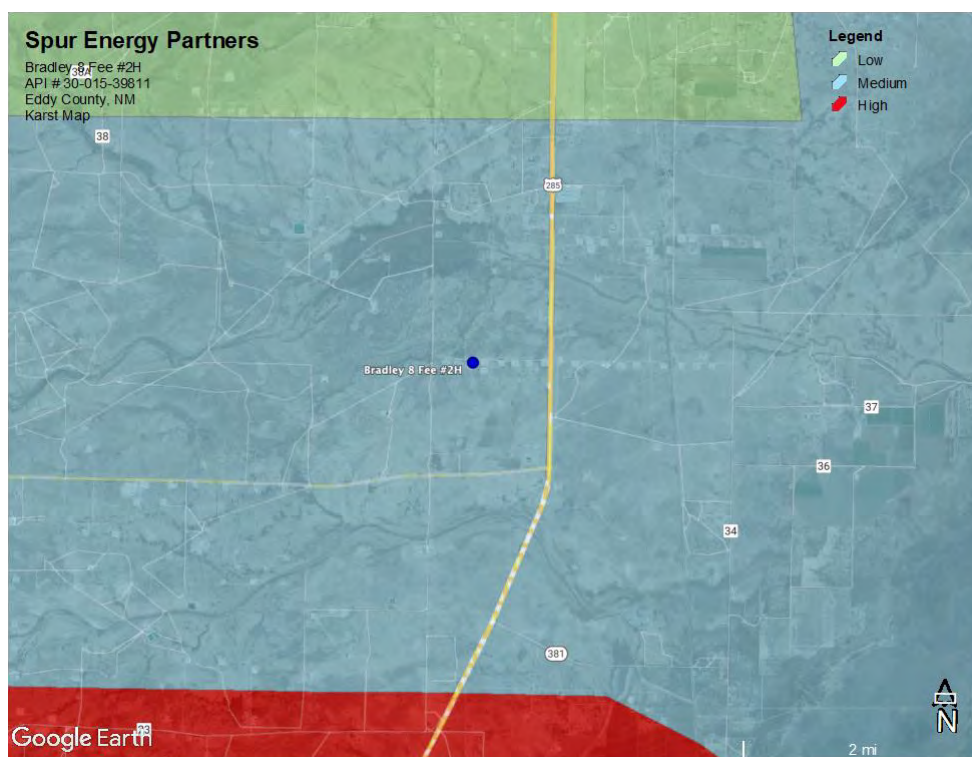 Spur Energy Partners
Bradley 8 Fee #2H
38A
API # 30-015-39811
Eddy County, NM
Karst Map
Legend
Low
Medium
High
38
285
Bradley 8 Fee #2H
37
36
34
381
23
Google Earth
N
2 mi